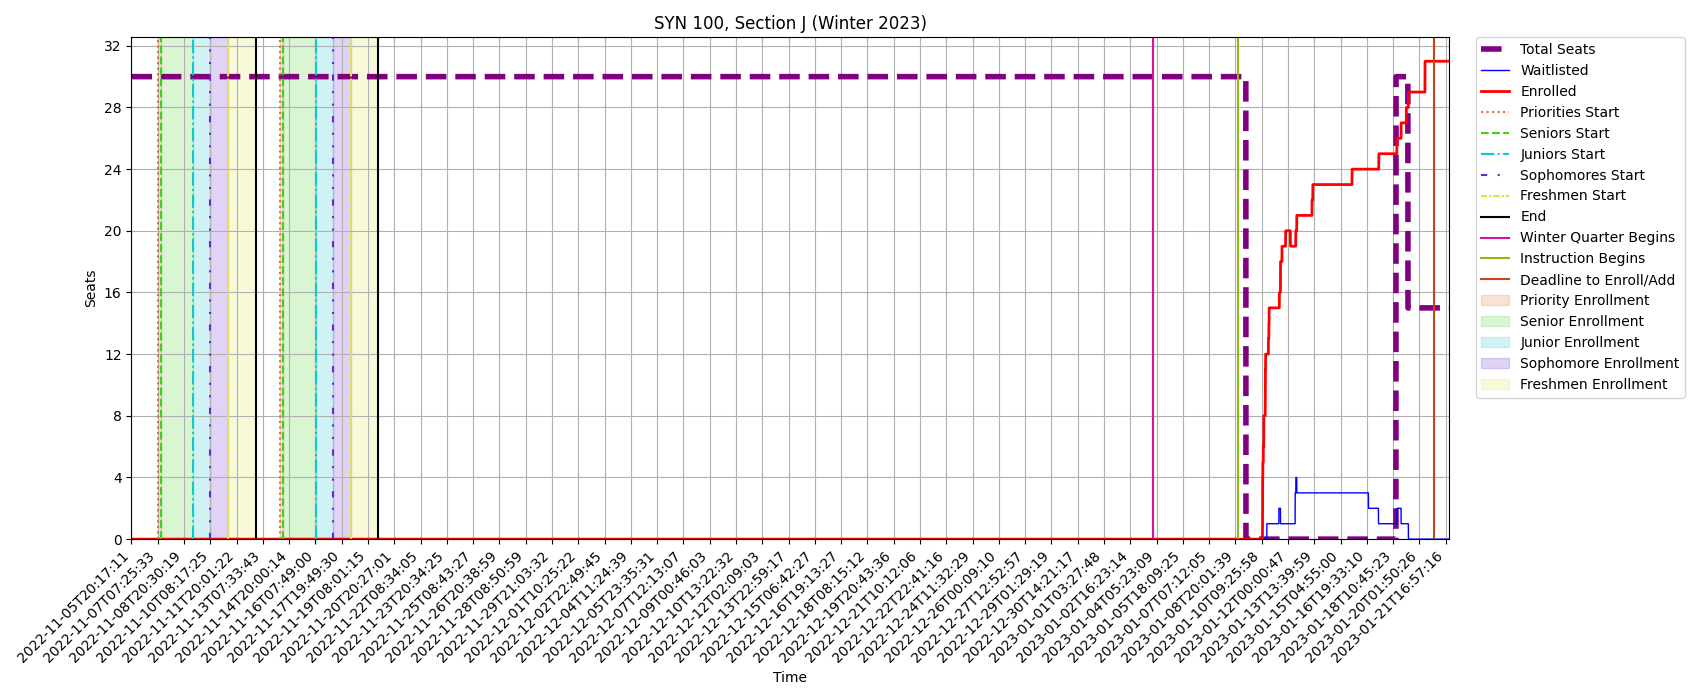 SYN 100, Section J (Winter 2023)
Seats
32
28
24
20
16
12
8
4
0
2022-11-05T20:17:11
2022-11-07T07:25:33
2022-11-08T20:30:19
2022-11-10T08:17:25
2022-11-11T20:01:22
2022-11-13T07:33:43
2022-11-14T20:00:14
2022-11-16T07:49:00
2022-11-17T19:49:30
2022-11-19T08:01:15
2022-11-20T20:27:01
2022-11-22T08:34:05
2022-11-23T20:34:25
2022-11-25T08:43:27
2022-11-26T20:38:59
2022-11-28T08:50:59
2022-11-29T21:03:32
2022-12-01T10:25:22
2022-12-02T22:49:45
2022-12-04T11:24:39
2022-12-05T23:35:31
2022-12-07T12:13:07
2022-12-09T00:46:03
2022-12-10T13:22:32
2022-12-12T02:09:03
2022-12-13T22:59:17
2022-12-15T06:42:27
2022-12-16T19:13:27
2022-12-18T08:15:12
2022-12-19T20:43:36
2022-12-21T10:12:06
2022-12-22T22:41:16
2022-12-24T11:32:29
2022-12-26T00:09:10
2022-12-27T12:52:57
2022-12-29T01:29:19
2022-12-30T14:21:17
2023-01-01T03:27:48
2023-01-02T16:23:14
2023-01-04T05:23:09
2023-01-05T18:09:25
2023-01-07T07:12:05
2023-01-08T20:01:39
2023-01-10T09:25:58
2023-01-12T00:00:47
2023-01-13T13:39:59
2023-01-15T04:55:00
2023-01-16T19:33:10
2023-01-18T10:45:23
2023-01-20T01:50:26
2023-01-21T16:57:16
Time
Total Seats
Waitlisted
Enrolled
Priorities Start
Seniors Start
Juniors Start
Sophomores Start
Freshmen Start
End
Winter Quarter Begins
Instruction Begins
Deadline to Enroll/Add
Priority Enrollment
Senior Enrollment
Junior Enrollment
Sophomore Enrollment
Freshmen Enrollment